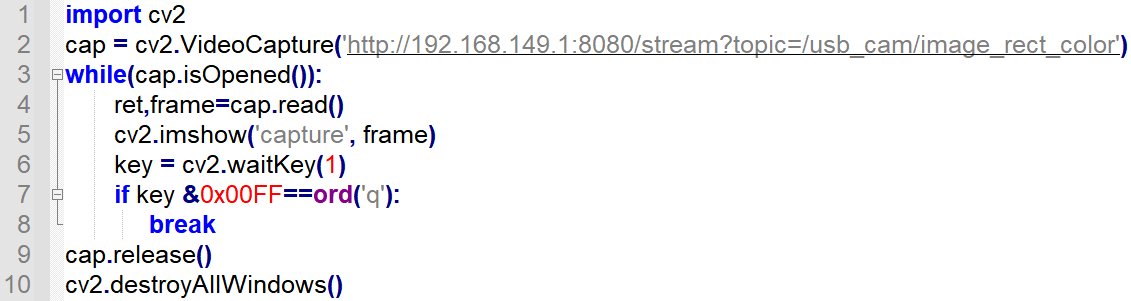 1 import cv2
2 cap = cv2.VideoCapture('http://192.168.149.1:8080/stream?topic=/usb_cam/image_rect_color')
3 while(cap.isOpened()):
4     ret,frame=cap.read()
5     cv2.imshow('capture', frame)
6     key = cv2.waitKey(1)
7     if key &0x00FF==ord('q'):
8         break
9 cap.release()
10 cv2.destroyAllWindows()